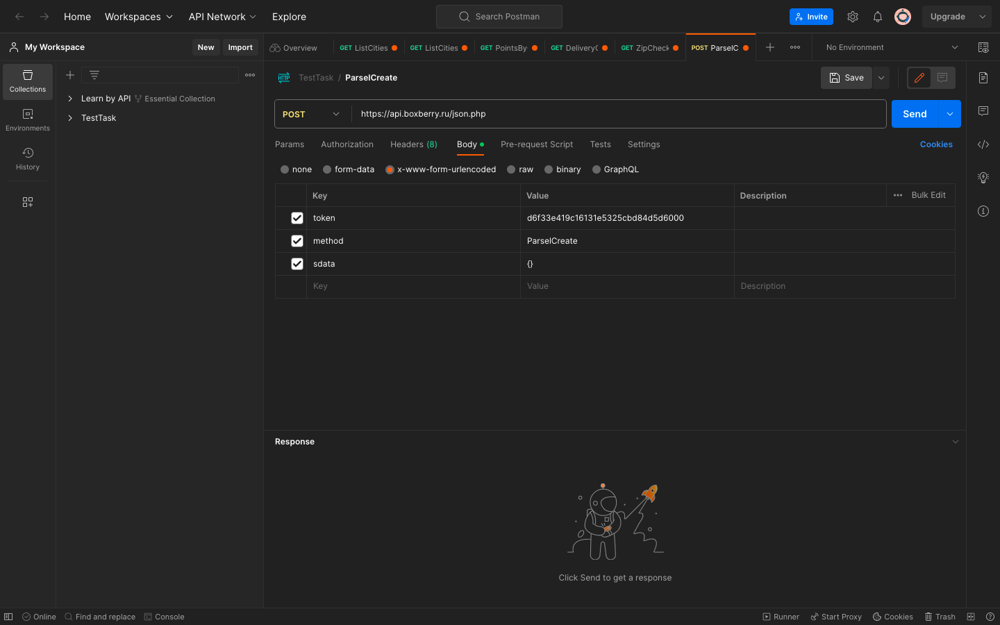 Home Workspaces API Network Explore Search Postman Invite Upgrade
My Workspace New Import Overview GET ListCities GET ListCities GET PointsBy GET Delivery GET ZipCheck POST ParselC No Environment
Collections
Environments
History
Learn by API Essential Collection
TestTask
HTTP TestTask / ParselCreate Save
POST https://api.boxberry.ru/json.php Send
Params Authorization Headers (8) Body Pre-request Script Tests Settings Cookies
none form-data x-www-form-urlencoded raw binary GraphQL
Key Value Description Bulk Edit
token d6f33e419c16131e5325cbd84d5d6000
method ParselCreate
sdata {}
Key Value Description
Response
Click Send to get a response
Online Find and replace Console Runner Start Proxy Cookies Trash